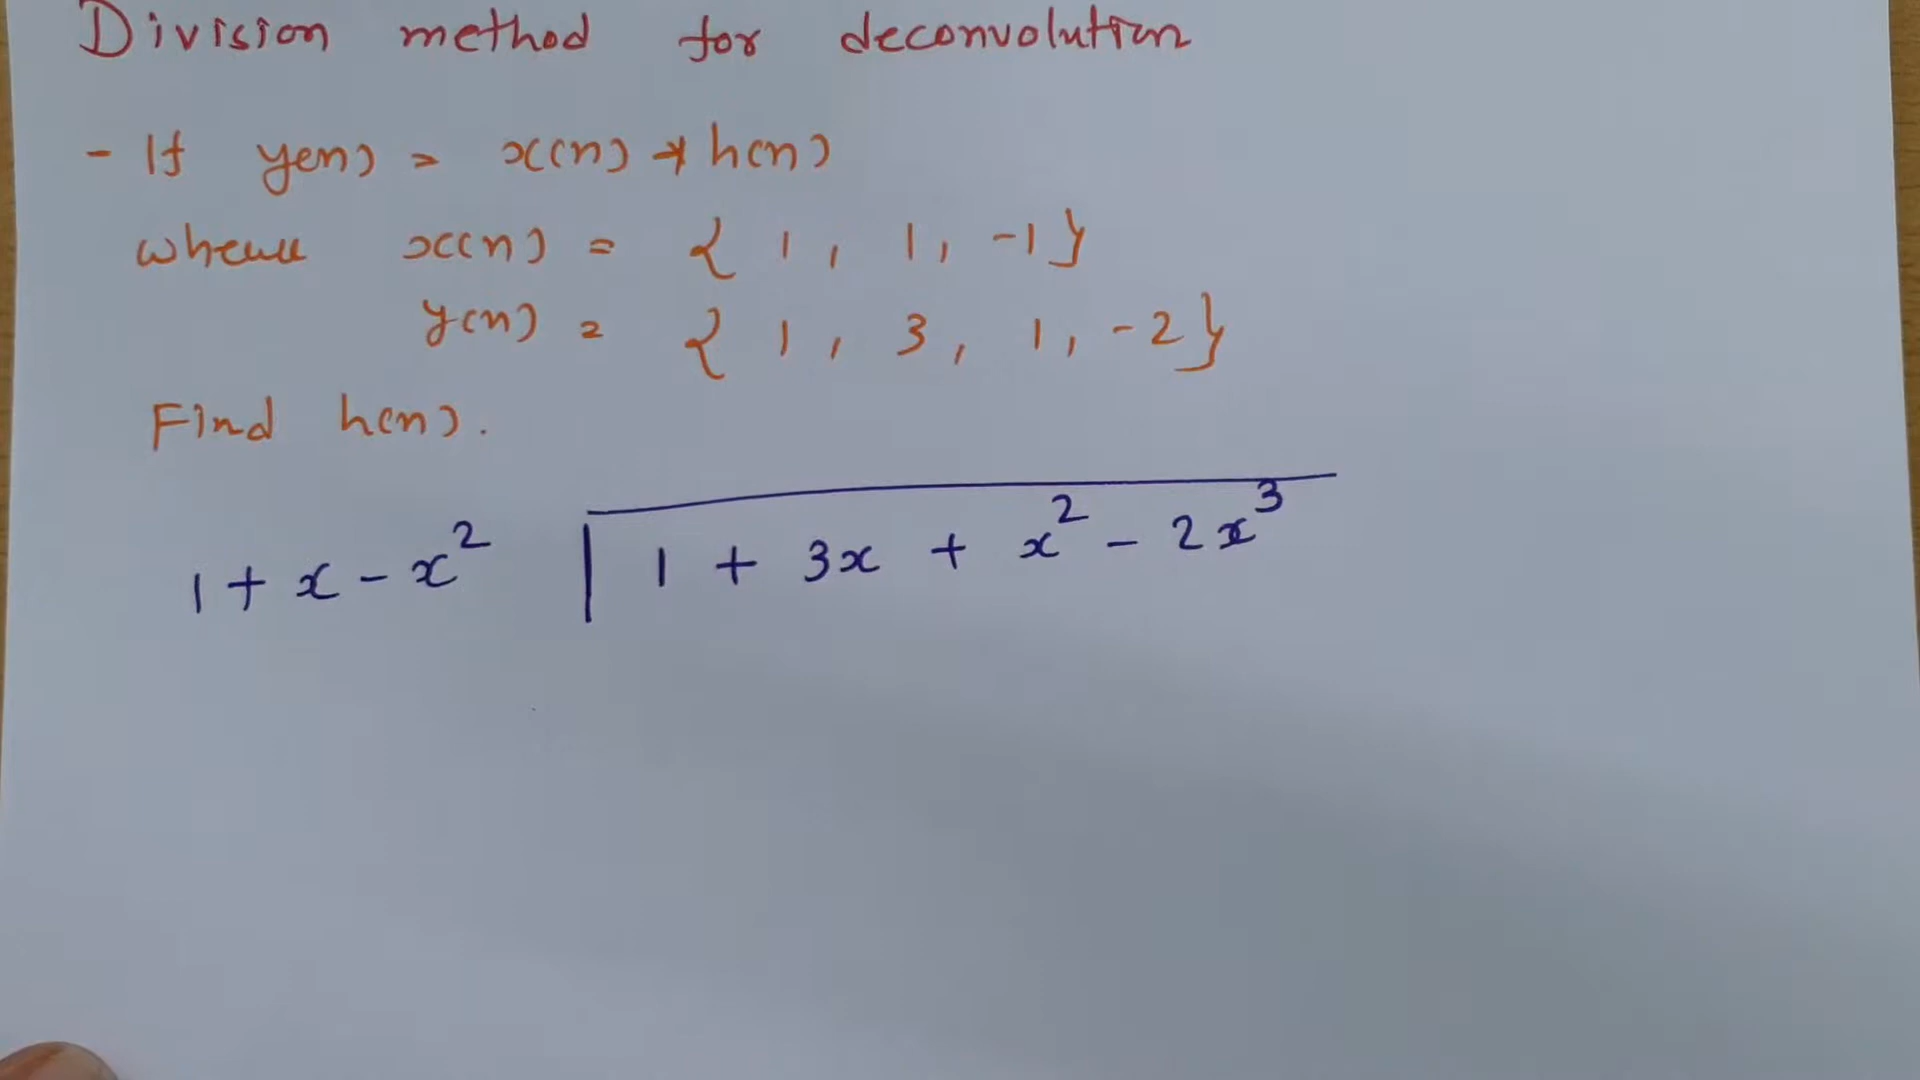 Division method for deconvolution
- If y(n) = x(n) * h(n)
where x(n) = { 1, 1, -1}
y(n) = { 1, 3, 1, -2}
Find h(n).
1 + x - x² | 1 + 3x + x² - 2x³